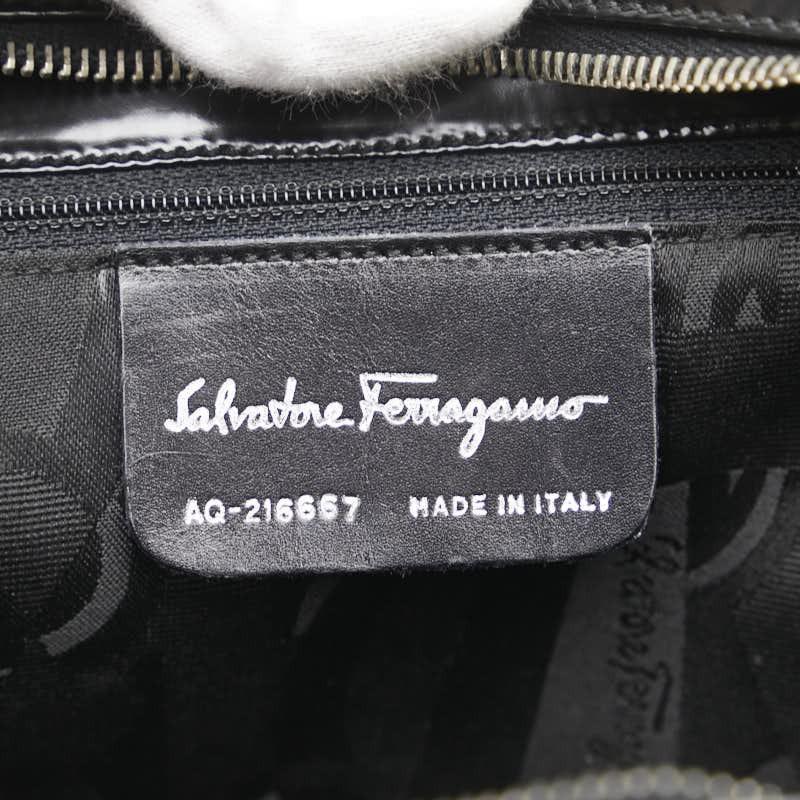 Salvatore Ferragamo
AQ-216667 MADE IN ITALY